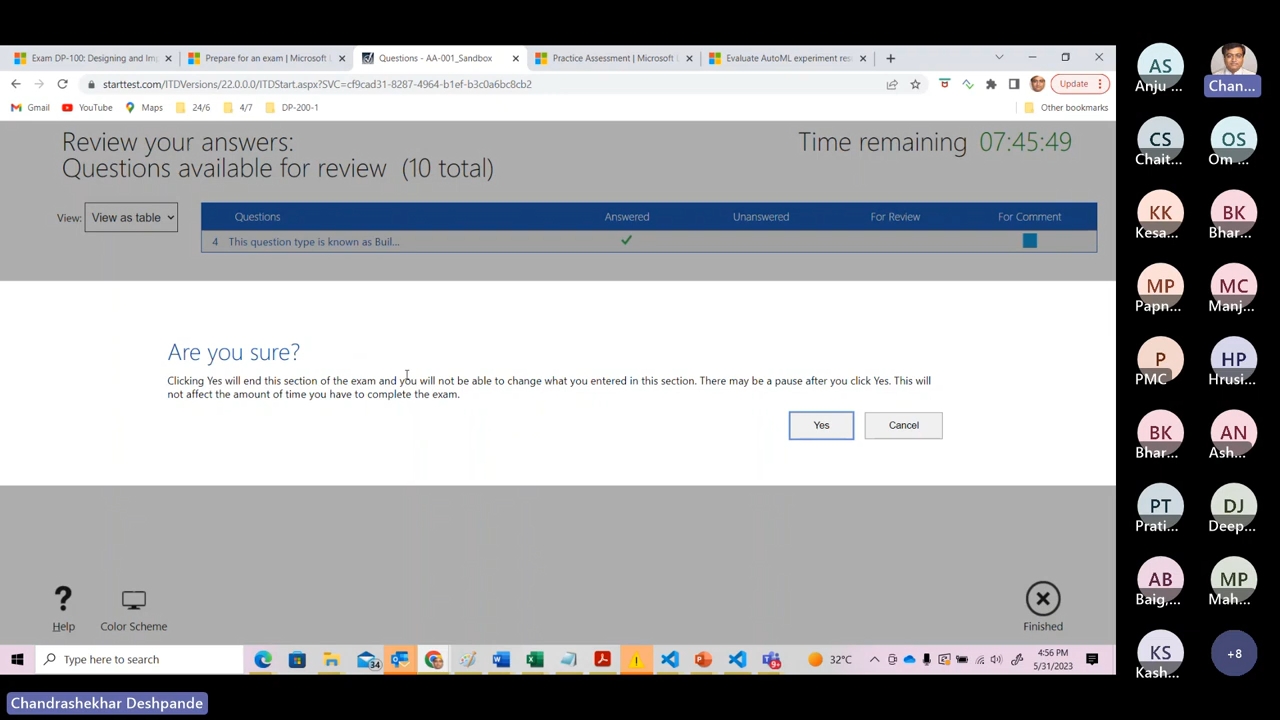 Exam DP-100: Designing and Im
Prepare for an exam | Microsoft
Questions - AA-001_Sandbox
Practice Assessment | Microsoft
Evaluate AutoML experiment res
starttest.com/ITDVersions/22.0.0.0/ITDStart.aspx?SVC=cf9cad31-8287-4964-b1ef-b3c0a6bc8cb2
Update
Gmail
YouTube
Maps
24/6
4/7
DP-200-1
Other bookmarks
Review your answers:
Questions available for review (10 total)
Time remaining 07:45:49
View: View as table
Questions Answered Unanswered For Review For Comment
4 This question type is known as Buil...
Are you sure?
Clicking Yes will end this section of the exam and you will not be able to change what you entered in this section. There may be a pause after you click Yes. This will
not affect the amount of time you have to complete the exam.
Yes
Cancel
? Help
Color Scheme
Finished
Type here to search
34
9+
32°C
4:56 PM
5/31/2023
Chandrashekhar Deshpande
AS
Anju ...
Chan...
CS
Chait...
OS
Om ...
KK
Kesa...
BK
Bhar...
MP
Papn...
MC
Manj...
P
PMC
HP
Hrusi...
BK
Bhar...
AN
Ash...
PT
Prati...
DJ
Deep...
AB
Baig,...
MP
Mah...
KS
Kash...
+8